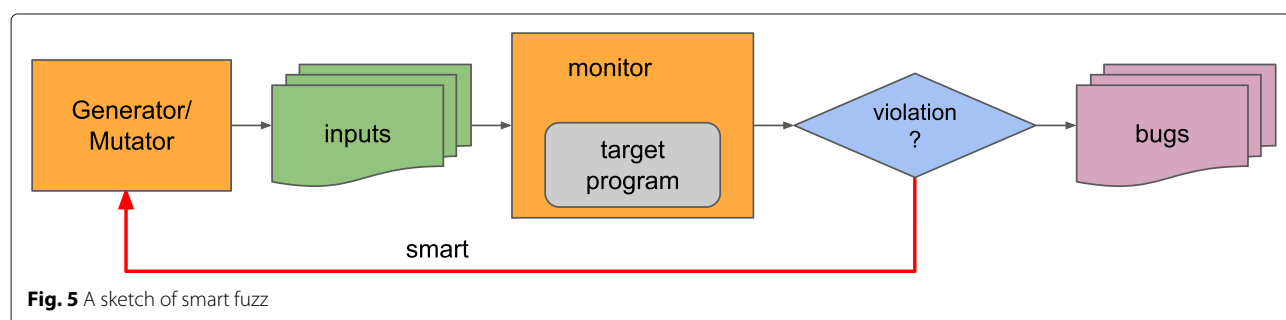 Generator/
Mutator
inputs
monitor
target
program
violation
?
bugs
smart
Fig. 5 A sketch of smart fuzz